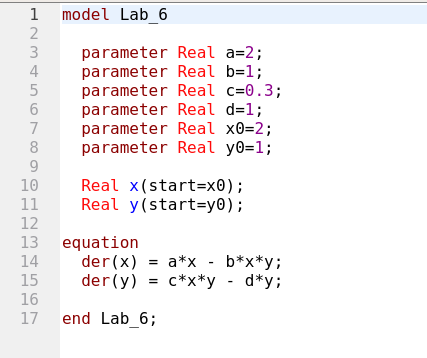 1 model Lab_6
2
3   parameter Real a=2;
4   parameter Real b=1;
5   parameter Real c=0.3;
6   parameter Real d=1;
7   parameter Real x0=2;
8   parameter Real y0=1;
9
10   Real x(start=x0);
11   Real y(start=y0);
12
13 equation
14   der(x) = a*x - b*x*y;
15   der(y) = c*x*y - d*y;
16
17 end Lab_6;